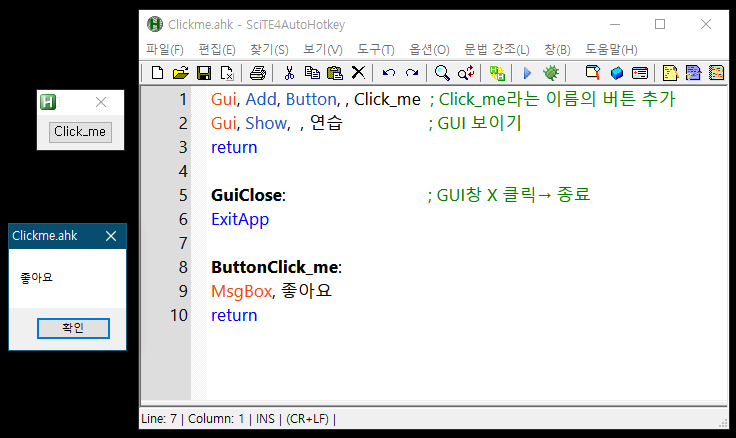 Clickme.ahk - SciTE4AutoHotkey
파일(F) 편집(E) 찾기(S) 보기(V) 도구(T) 옵션(O) 문법 강조(L) 창(B) 도움말(H)
1 Gui, Add, Button, , Click_me ; Click_me라는 이름의 버튼 추가
2 Gui, Show, , 연습 ; GUI 보이기
3 return
4
5 GuiClose: ; GUI창 X 클릭→ 종료
6 ExitApp
7
8 ButtonClick_me:
9 MsgBox, 좋아요
10 return
Line: 7 | Column: 1 | INS | (CR+LF) |
Click_me
Clickme.ahk
좋아요
확인